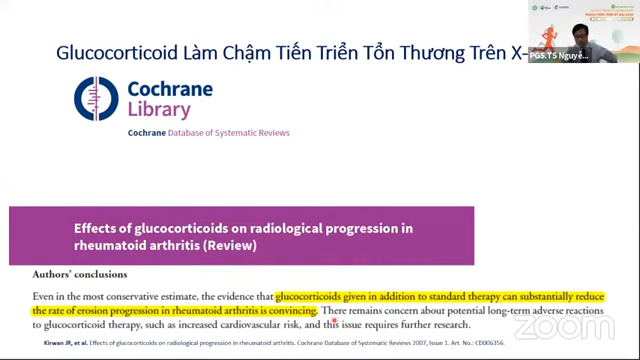 Glucocorticoid Làm Chậm Tiến Triển Tổn Thương Trên X-
PGS.TS Nguyễ...
Cochrane
Library
Cochrane Database of Systematic Reviews
Effects of glucocorticoids on radiological progression in
rheumatoid arthritis (Review)
Authors' conclusions
Even in the most conservative estimate, the evidence that glucocorticoids given in addition to standard therapy can substantially reduce
the rate of erosion progression in rheumatoid arthritis is convincing. There remains concern about potential long-term adverse reactions
to glucocorticoid therapy, such as increased cardiovascular risk, and this issue requires further research.
Kirwan JR, et al. Effects of glucocorticoids on radiological progression in rheumatoid arthritis. Cochrane Database of Systematic Reviews 2007, Issue 1. Art. No.: CD006356.
zoom